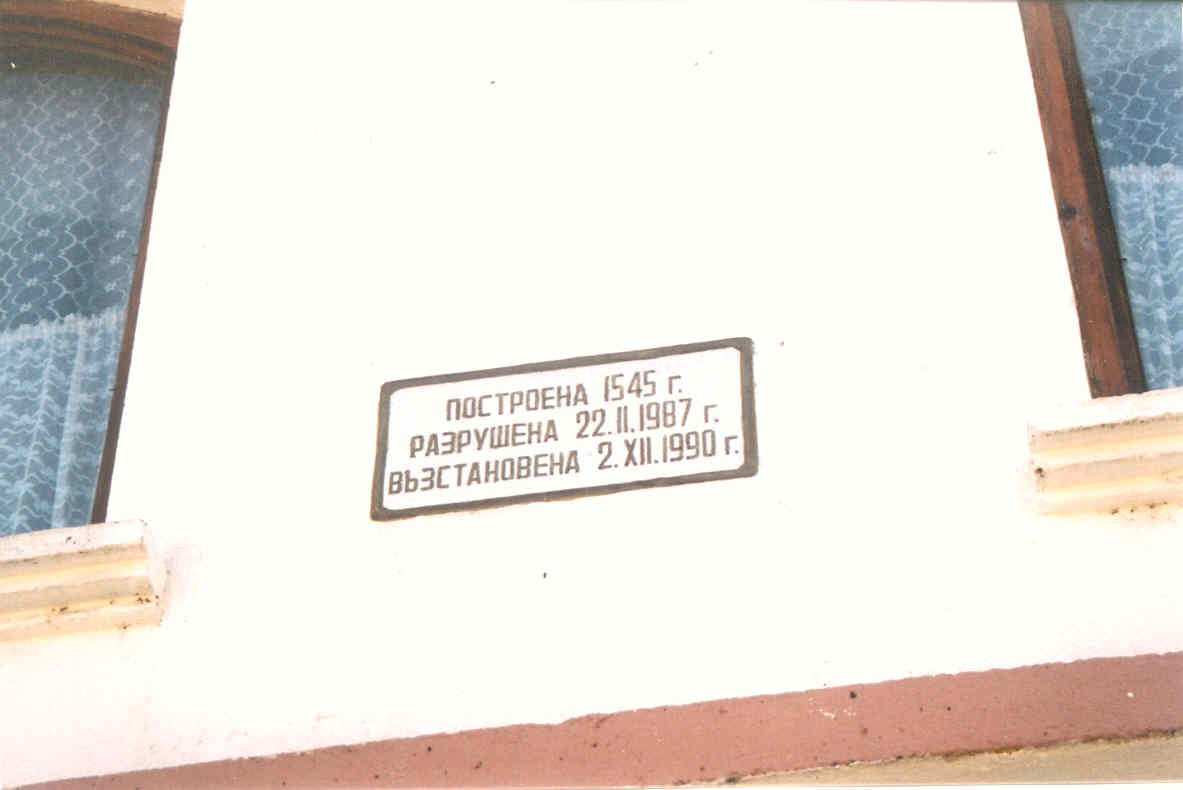 ПОСТРОЕНА 1545 г.
РАЗРУШЕНА 22.II.1987 г.
ВЪЗСТАНОВЕНА 2.XII.1990 г.